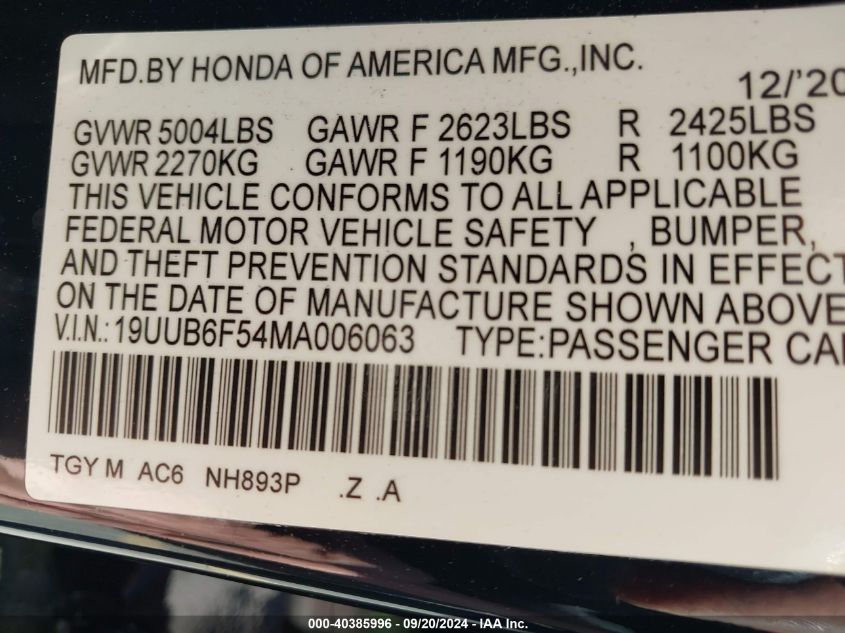 MFD.BY HONDA OF AMERICA MFG.,INC.
12/'20
GVWR 5004LBS GAWR F 2623LBS R 2425LBS
GVWR 2270KG GAWR F 1190KG R 1100KG
THIS VEHICLE CONFORMS TO ALL APPLICABLE
FEDERAL MOTOR VEHICLE SAFETY , BUMPER,
AND THEFT PREVENTION STANDARDS IN EFFECT
ON THE DATE OF MANUFACTURE SHOWN ABOVE
V.I.N.: 19UUB6F54MA006063 TYPE:PASSENGER CAR
TGY M AC6 NH893P .Z .A
000-40385996 - 09/20/2024 - IAA Inc.